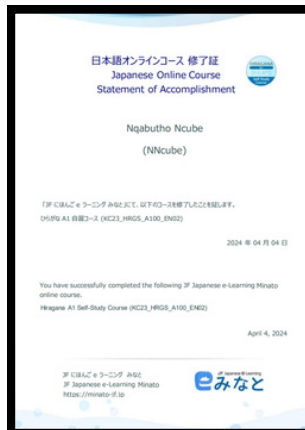 日本語オンラインコース 修了証
Japanese Online Course
Statement of Accomplishment
HIRAGANA
Nqabutho Ncube
(NNcube)
「JF にほんご e ラーニング みなと」にて、以下のコースを修了したことを証します。
ひらがな A1 自習コース (KC23_HRGS_A100_EN02)
2024 年 04 月 04 日
You have successfully completed the following JF Japanese e-Learning Minato
online course.
Hiragana A1 Self-Study Course (KC23_HRGS_A100_EN02)
April 4, 2024
JF にほんご e ラーニング みなと
JF Japanese e-Learning Minato
https://minato-jf.jp
JF Japanese e-Learning
みなと